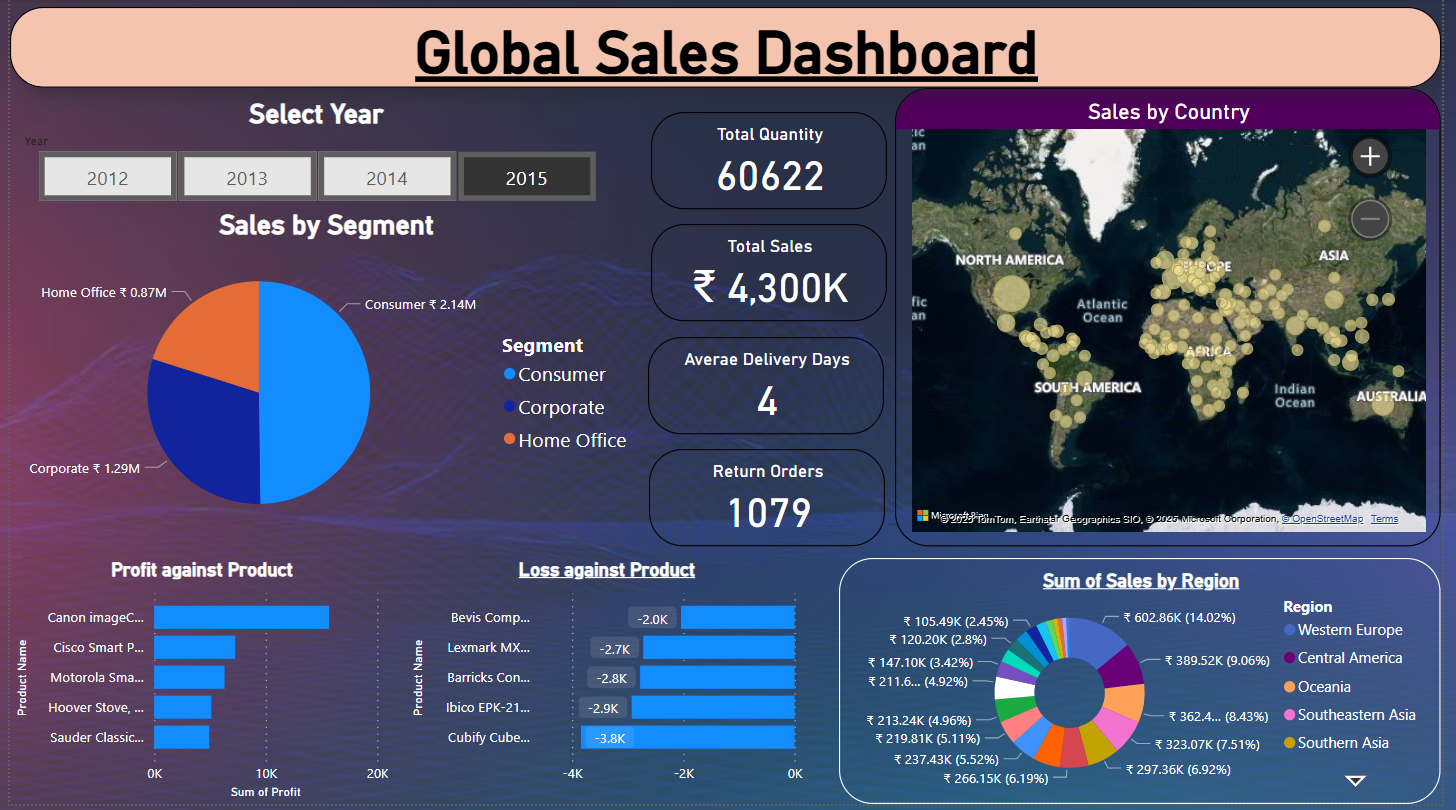 Global Sales Dashboard
Select Year
Year
2012
2013
2014
2015
Sales by Segment
Home Office ₹ 0.87M
Consumer ₹ 2.14M
Corporate ₹ 1.29M
Segment
Consumer
Corporate
Home Office
Total Quantity
60622
Total Sales
₹ 4,300K
Averae Delivery Days
4
Return Orders
1079
Sales by Country
ic
an
NORTH AMERICA
EUROPE
ASIA
Atlantic
Ocean
fic
an
AFRICA
SOUTH AMERICA
Indian
Ocean
AUSTRALIA
Microsoft Bing
© 2025 TomTom, Earthstar Geographics SIO, © 2025 Microsoft Corporation, © OpenStreetMap Terms
Profit against Product
Product Name
Canon imageC...
Cisco Smart P...
Motorola Sma...
Hoover Stove, ...
Sauder Classic...
0K
10K
20K
Sum of Profit
Loss against Product
Product Name
Bevis Comp...
-2.0K
Lexmark MX...
-2.7K
Barricks Con...
-2.8K
Ibico EPK-21...
-2.9K
Cubify Cube...
-3.8K
-4K
-2K
0K
Sum of Sales by Region
₹ 602.86K (14.02%)
₹ 389.52K (9.06%)
₹ 362.4... (8.43%)
₹ 323.07K (7.51%)
₹ 297.36K (6.92%)
₹ 266.15K (6.19%)
₹ 237.43K (5.52%)
₹ 219.81K (5.11%)
₹ 213.24K (4.96%)
₹ 211.6... (4.92%)
₹ 147.10K (3.42%)
₹ 120.20K (2.8%)
₹ 105.49K (2.45%)
Region
Western Europe
Central America
Oceania
Southeastern Asia
Southern Asia